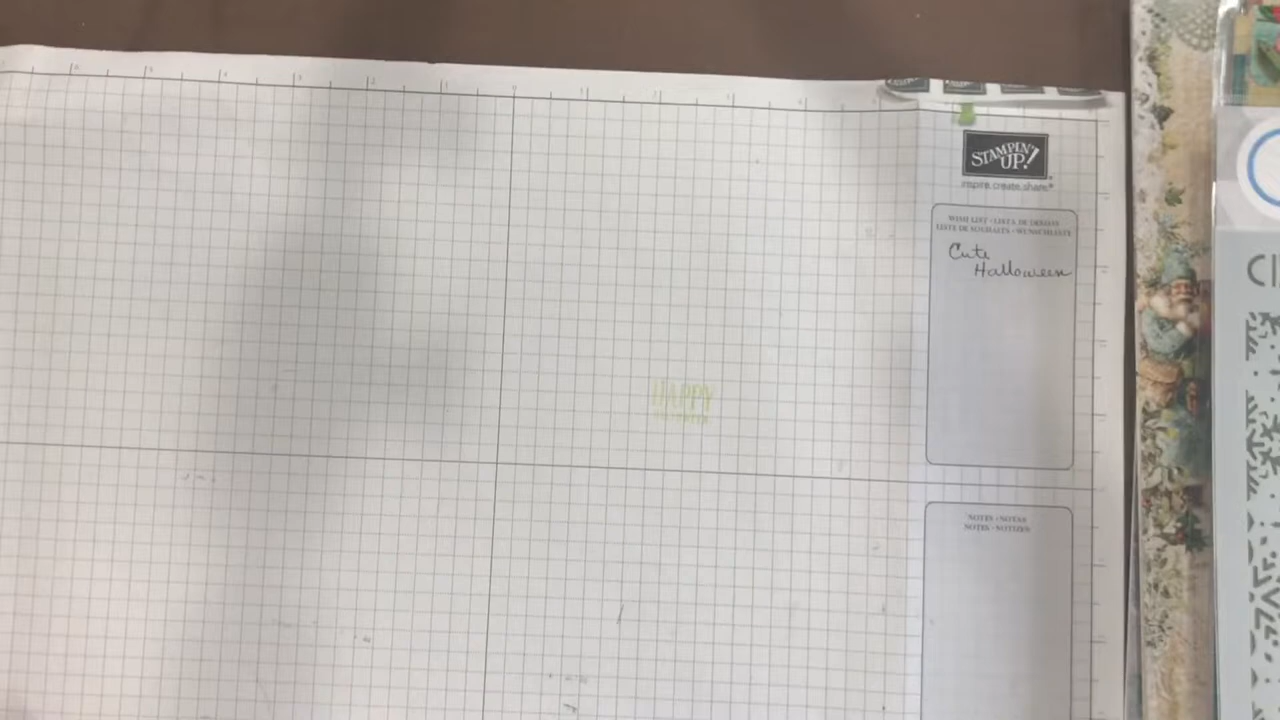 STAMPIN' UP!
inspire.create.share®
WISH LIST • LISTA DE DESEOS
LISTE DE SOUHAITS • WUNSCHLISTE
Cute
Halloween
HAPPY
NOTES • NOTAS
NOTES • NOTIZEN
CI